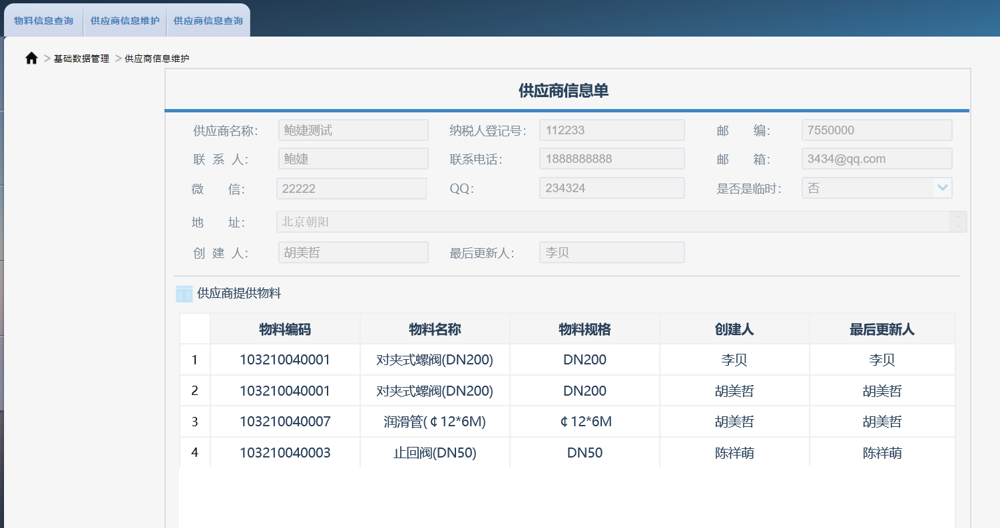 物料信息查询 供应商信息维护 供应商信息查询
> 基础数据管理 > 供应商信息维护
供应商信息单
供应商名称： 鲍婕测试 纳税人登记号： 112233 邮 编： 7550000
联 系 人： 鲍婕 联系电话： 1888888888 邮 箱： 3434@qq.com
微 信： 22222 QQ： 234324 是否是临时： 否
地 址： 北京朝阳
创 建 人： 胡美哲 最后更新人： 李贝
供应商提供物料
物料编码 物料名称 物料规格 创建人 最后更新人
1 103210040001 对夹式螺阀(DN200) DN200 李贝 李贝
2 103210040001 对夹式螺阀(DN200) DN200 胡美哲 胡美哲
3 103210040007 润滑管(￠12*6M) ￠12*6M 胡美哲 胡美哲
4 103210040003 止回阀(DN50) DN50 陈祥萌 陈祥萌